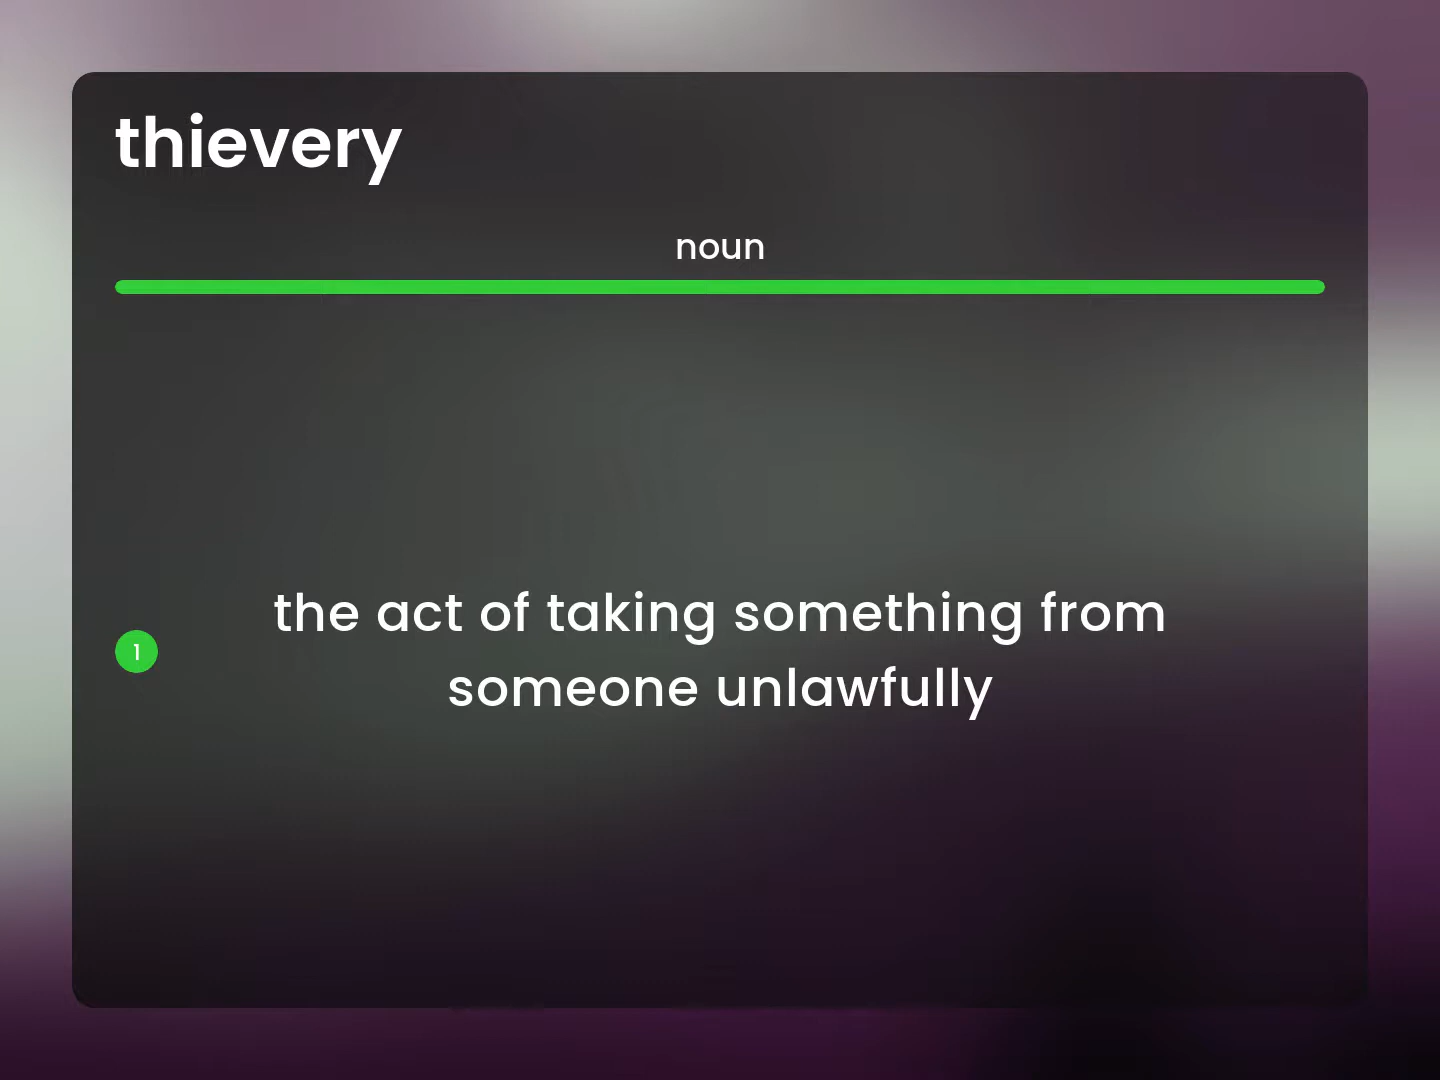 thievery
noun
1
the act of taking something from
someone unlawfully